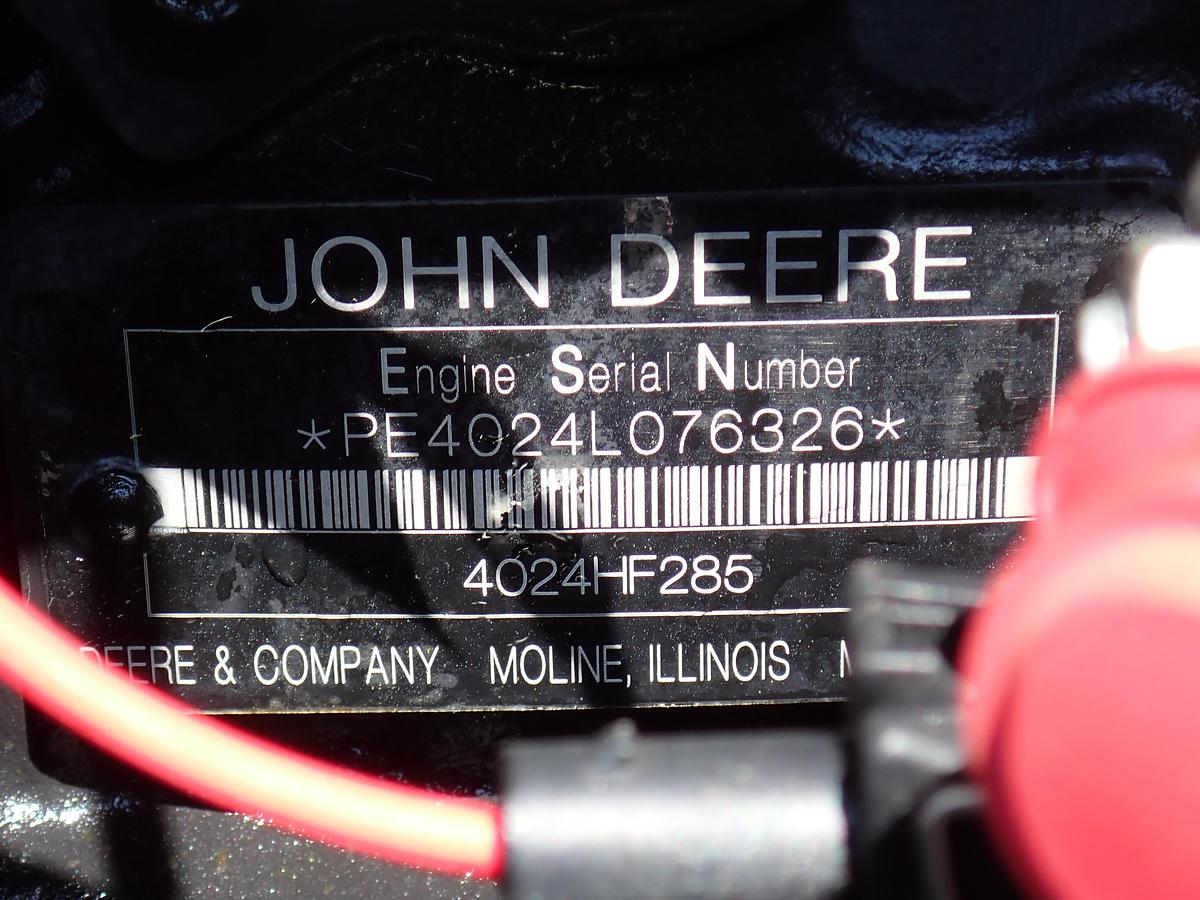 JOHN DEERE
Engine Serial Number
*PE4024L076326*
4024HF285
DEERE & COMPANY MOLINE, ILLINOIS